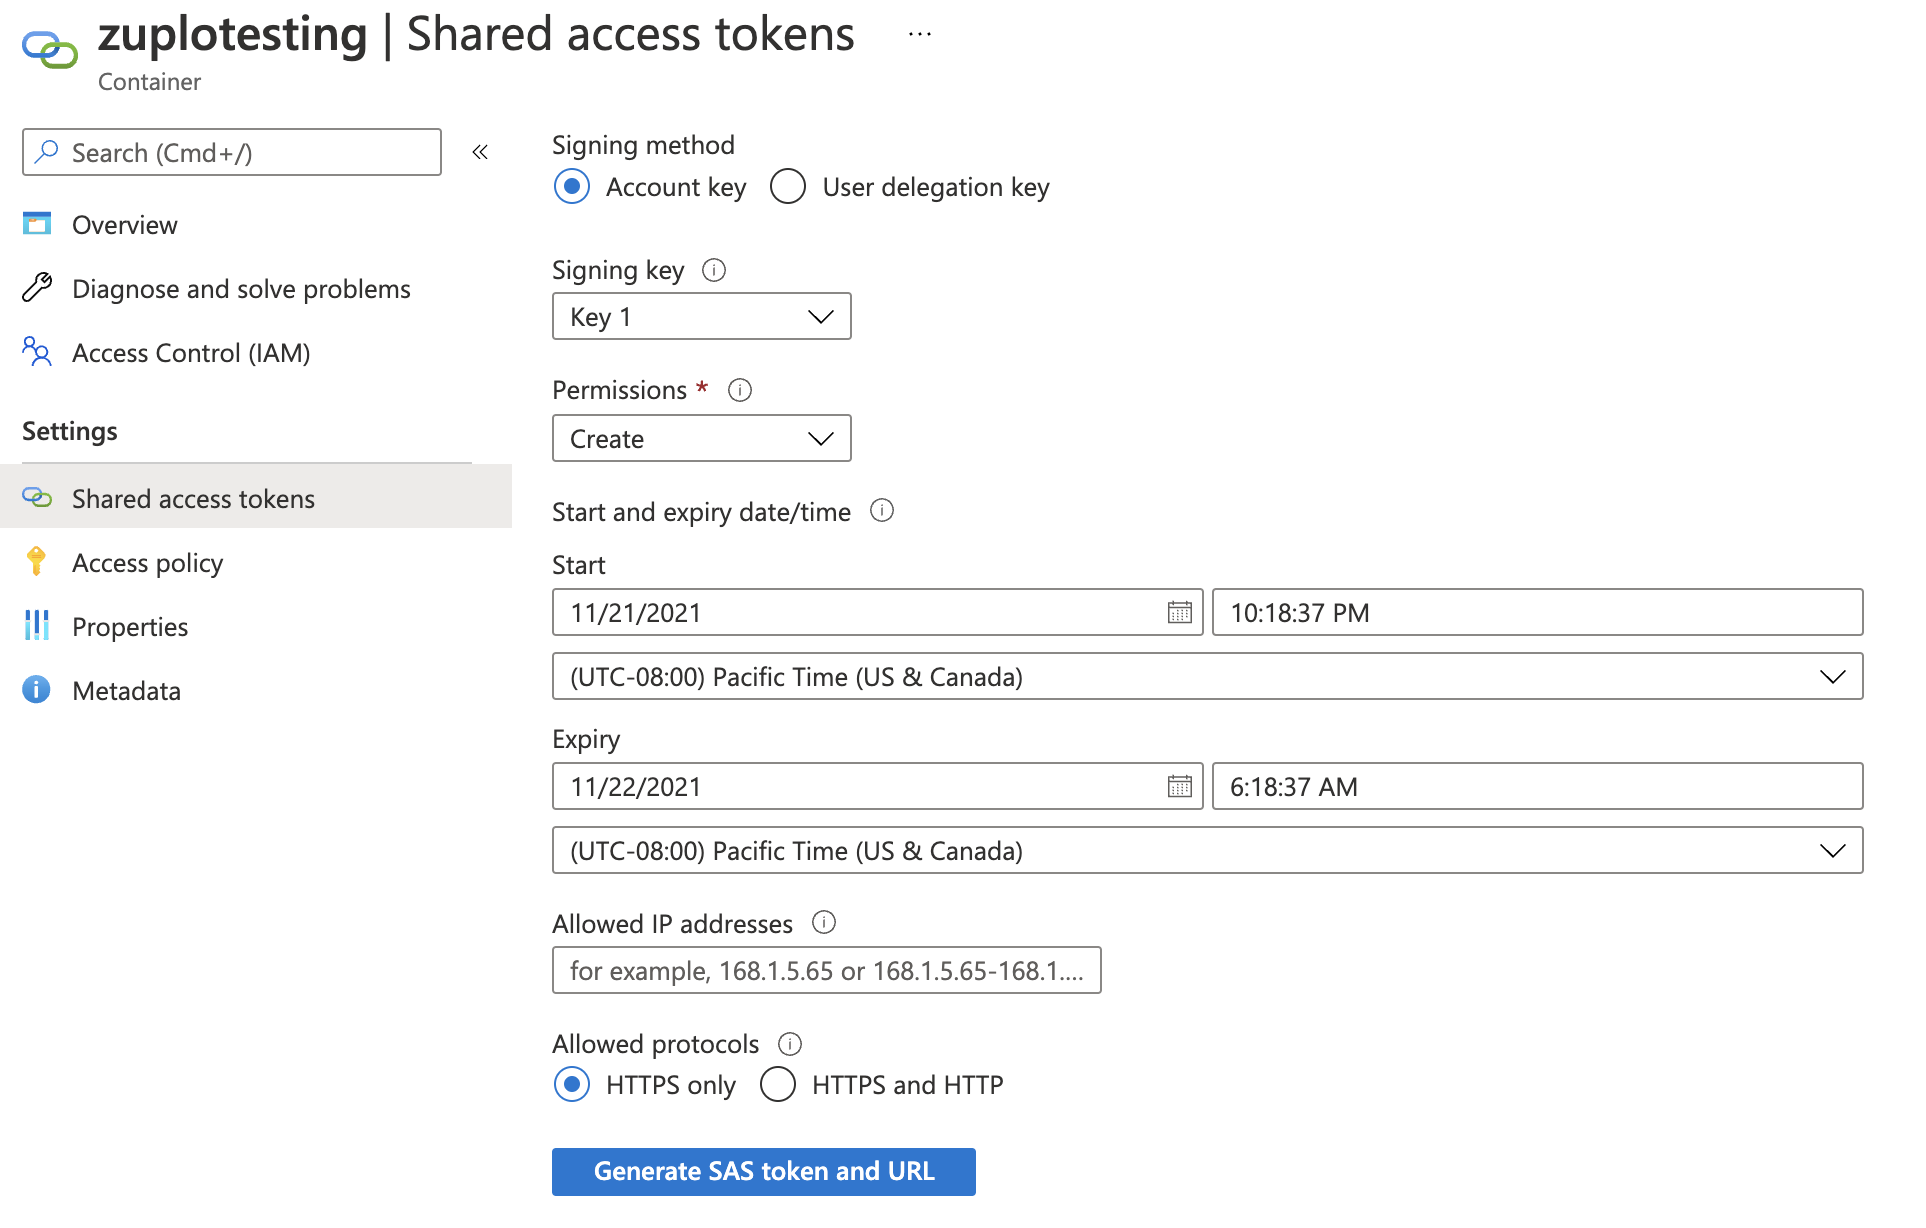 zuplotesting | Shared access tokens ...
Container
Search (Cmd+/)
«
Overview
Diagnose and solve problems
Access Control (IAM)
Settings
Shared access tokens
Access policy
Properties
Metadata
Signing method
Account key
User delegation key
Signing key
Key 1
Permissions *
Create
Start and expiry date/time
Start
11/21/2021
10:18:37 PM
(UTC-08:00) Pacific Time (US & Canada)
Expiry
11/22/2021
6:18:37 AM
(UTC-08:00) Pacific Time (US & Canada)
Allowed IP addresses
for example, 168.1.5.65 or 168.1.5.65-168.1....
Allowed protocols
HTTPS only
HTTPS and HTTP
Generate SAS token and URL